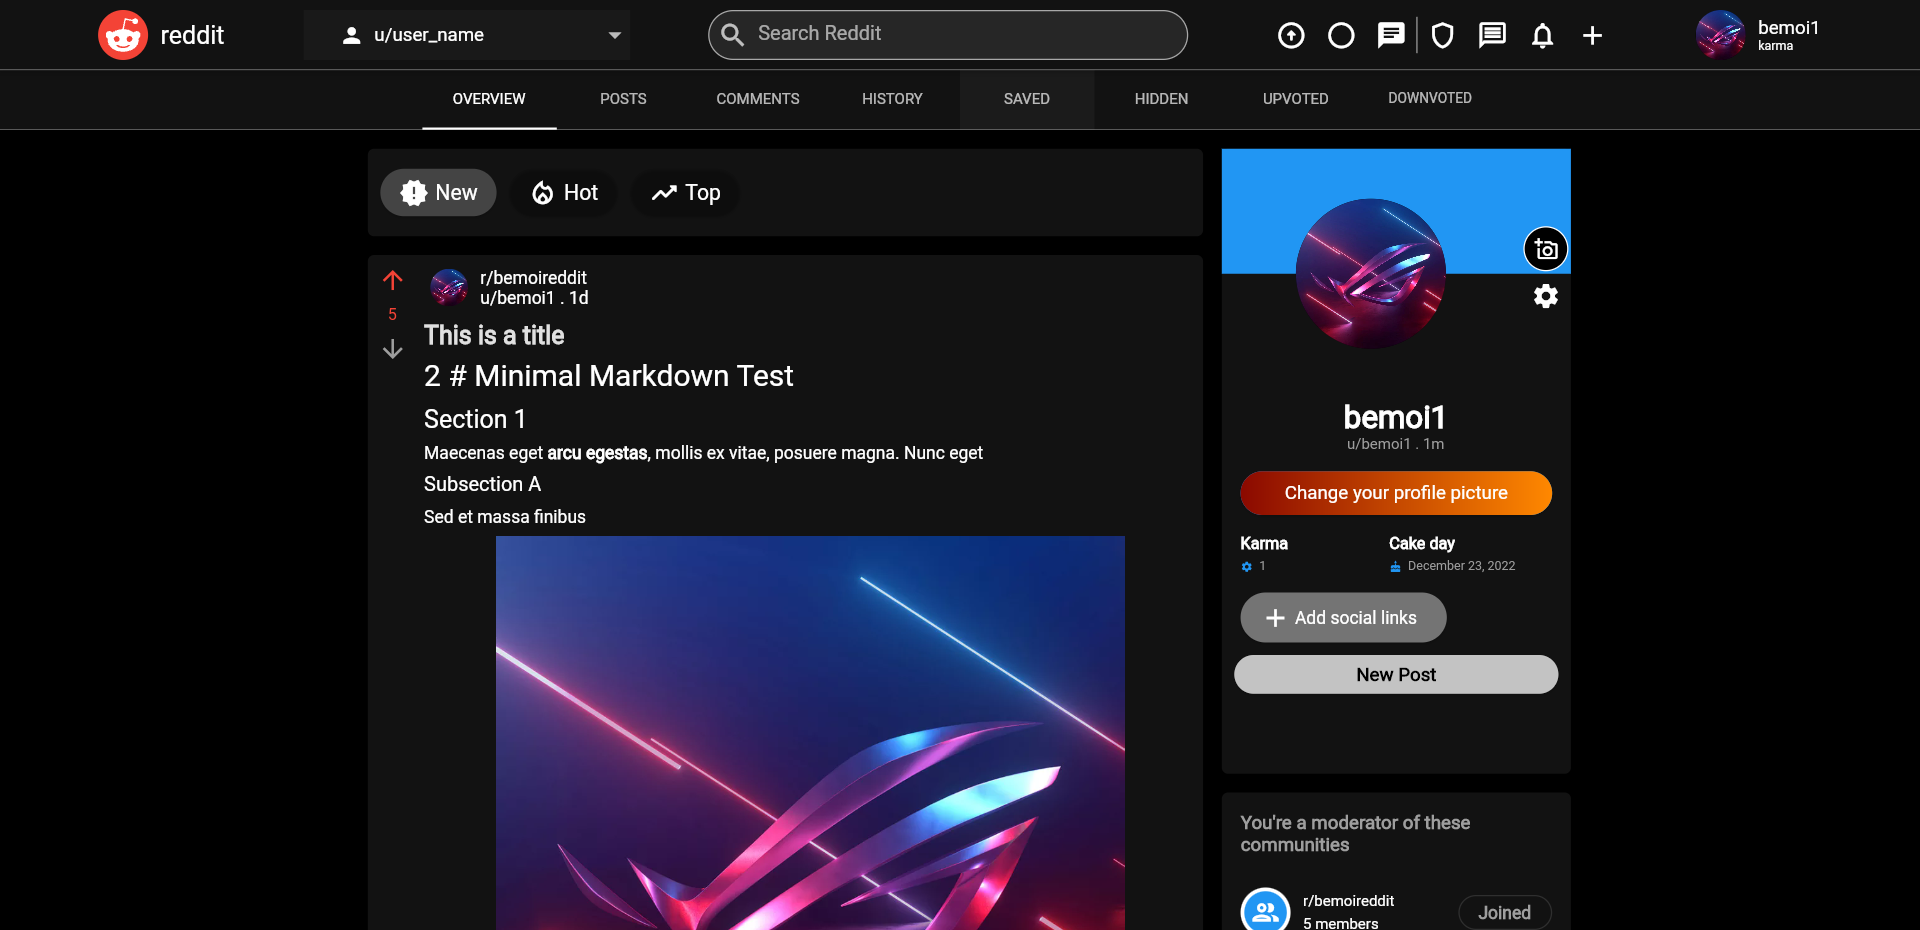 reddit
u/user_name
Search Reddit
bemoi1
karma
OVERVIEW POSTS COMMENTS HISTORY SAVED HIDDEN UPVOTED DOWNVOTED
New Hot Top
r/bemoireddit
u/bemoi1 . 1d
5
This is a title
2 # Minimal Markdown Test
Section 1
Maecenas eget arcu egestas, mollis ex vitae, posuere magna. Nunc eget
Subsection A
Sed et massa finibus
bemoi1
u/bemoi1 . 1m
Change your profile picture
Karma Cake day
1 December 23, 2022
Add social links
New Post
You're a moderator of these
communities
r/bemoireddit
5 members
Joined